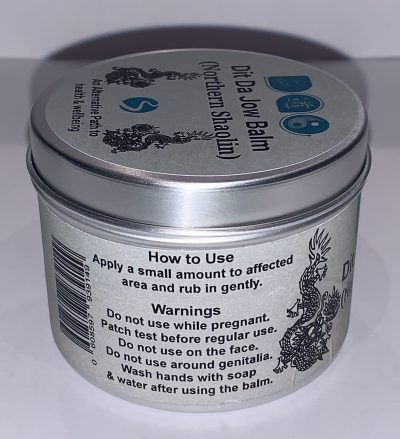 Dit Da Jow Balm
(Northern Shaolin)
An Alternative Path to
health & wellbeing
How to Use
Apply a small amount to affected
area and rub in gently.
Warnings
Do not use while pregnant.
Patch test before regular use.
Do not use on the face.
Do not use around genitalia.
Wash hands with soap
& water after using the balm.
Dit
(N